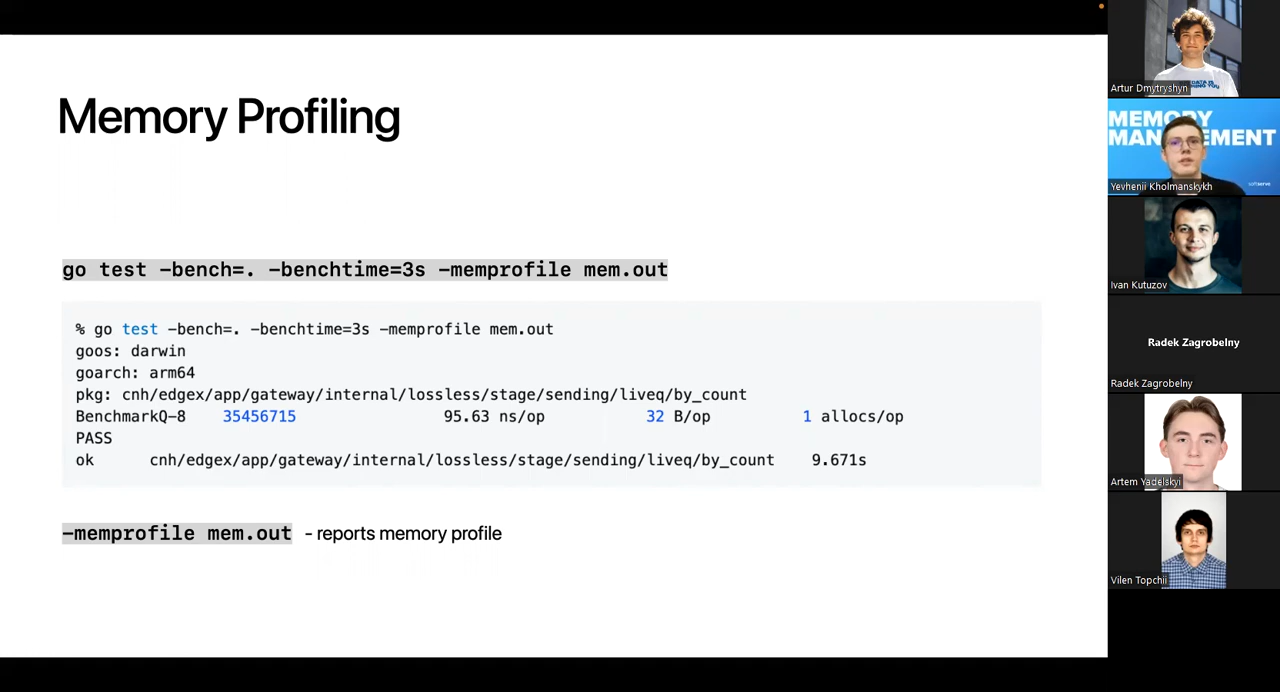 Memory Profiling
go test -bench=. -benchtime=3s -memprofile mem.out
% go test -bench=. -benchtime=3s -memprofile mem.out
goos: darwin
goarch: arm64
pkg: cnh/edgex/app/gateway/internal/lossless/stage/sending/liveq/by_count
BenchmarkQ-8 35456715 95.63 ns/op 32 B/op 1 allocs/op
PASS
ok cnh/edgex/app/gateway/internal/lossless/stage/sending/liveq/by_count 9.671s
-memprofile mem.out - reports memory profile
Artur Dmytryshyn
MEMORY
MAN EMENT
softserve
Yevhenii Kholmanskykh
Ivan Kutuzov
Radek Zagrobelny
Radek Zagrobelny
Artem Yadelskyi
Vilen Topchii